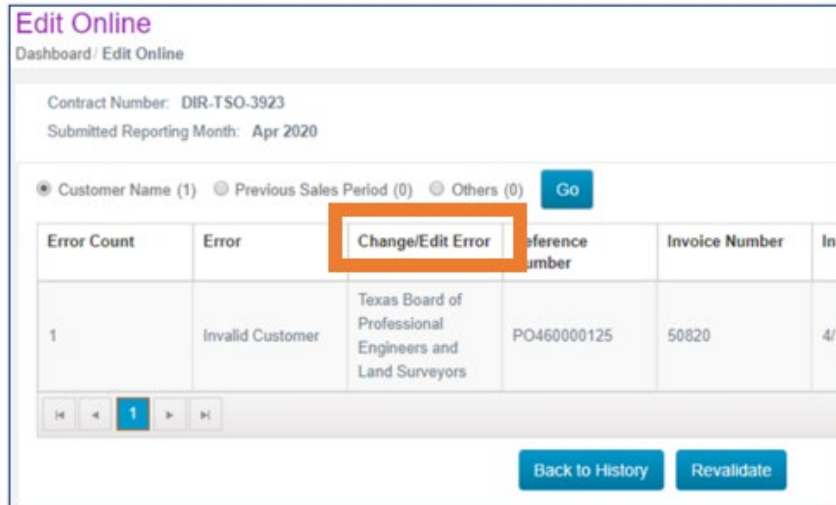 Edit Online
Dashboard / Edit Online
Contract Number: DIR-TSO-3923
Submitted Reporting Month: Apr 2020
Customer Name (1) Previous Sales Period (0) Others (0) Go
Error Count Error Change/Edit Error eference Invoice Number In
umber
Texas Board of
Professional
1 Invalid Customer Engineers and PO460000125 50820 4/
Land Surveyors
1
Back to History Revalidate